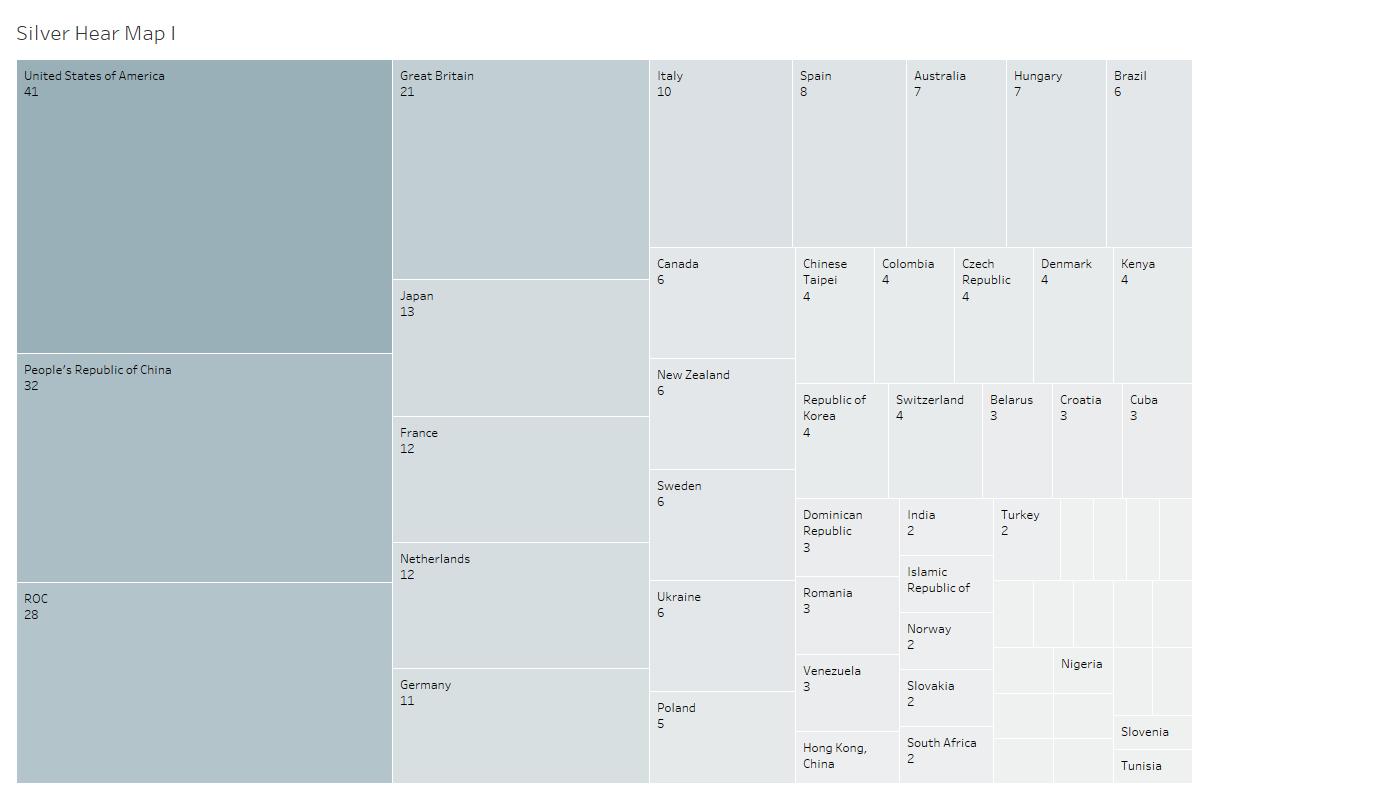 Silver Hear Map I
United States of America
41
People's Republic of China
32
ROC
28
Great Britain
21
Japan
13
France
12
Netherlands
12
Germany
11
Italy
10
Spain
8
Australia
7
Hungary
7
Brazil
6
Canada
6
New Zealand
6
Sweden
6
Ukraine
6
Poland
5
Chinese
Taipei
4
Colombia
4
Czech
Republic
4
Denmark
4
Kenya
4
Republic of
Korea
4
Switzerland
4
Belarus
3
Croatia
3
Cuba
3
Dominican
Republic
3
Romania
3
Venezuela
3
Hong Kong,
China
India
2
Islamic
Republic of
Norway
2
Slovakia
2
South Africa
2
Turkey
2
Nigeria
Slovenia
Tunisia